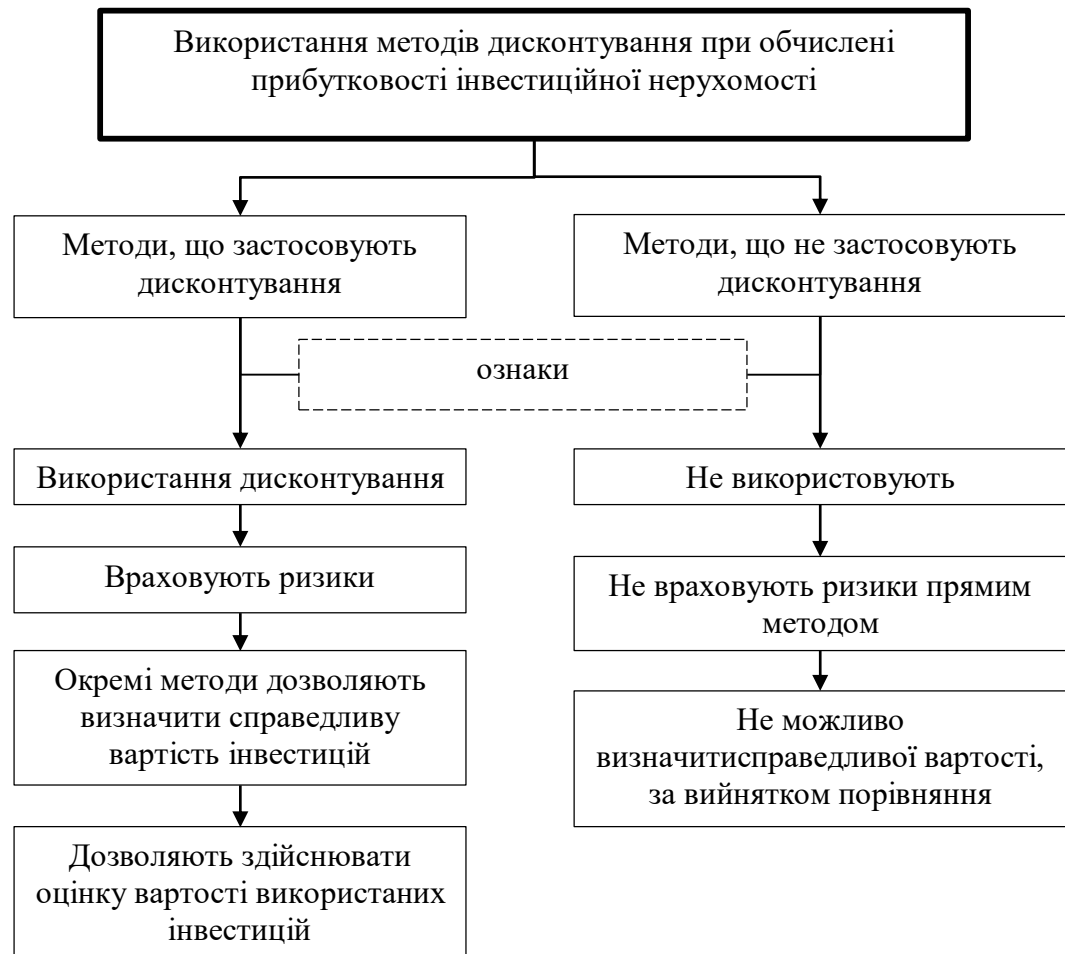 Використання методів дисконтування при обчислені
прибутковості інвестиційної нерухомості
Методи, що застосовують
дисконтування
Методи, що не застосовують
дисконтування
ознаки
Використання дисконтування
Не використовують
Враховують ризики
Не враховують ризики прямим
методом
Окремі методи дозволяють
визначити справедливу
вартість інвестицій
Не можливо
визначитисправедливої вартості,
за вийнятком порівняння
Дозволяють здійснювати
оцінку вартості використаних
інвестицій